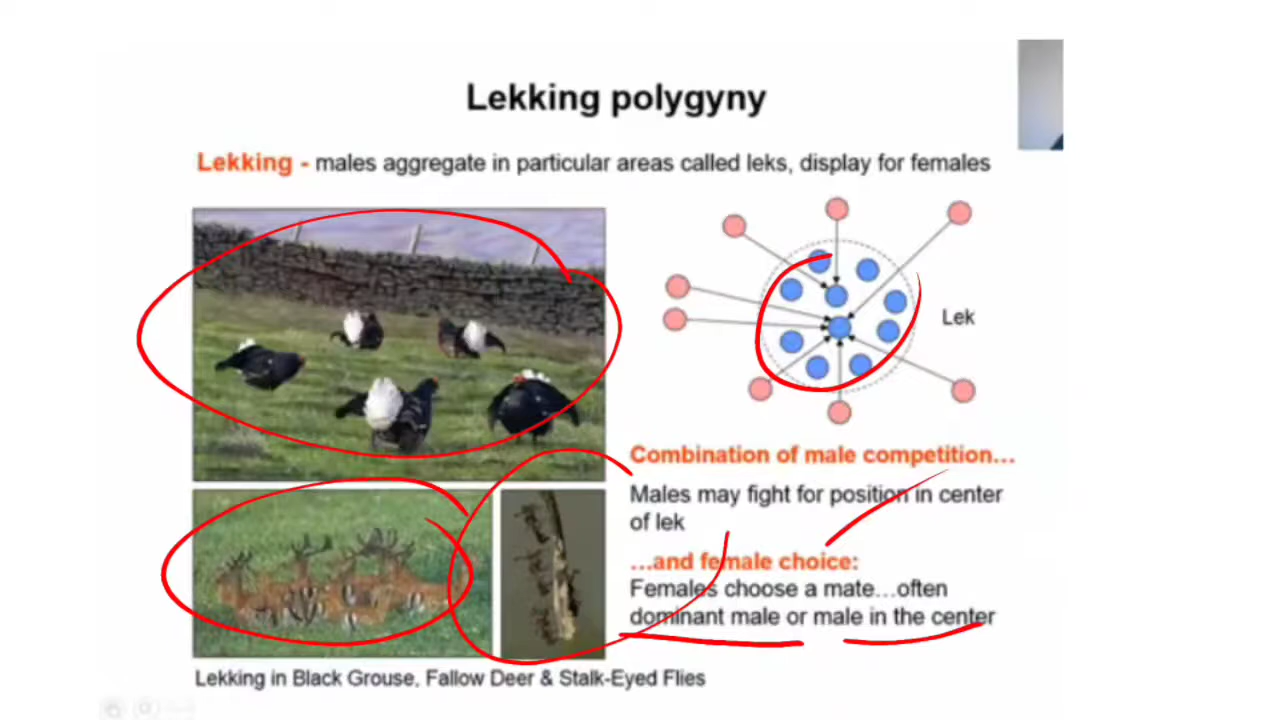 Lekking polygyny
Lekking - males aggregate in particular areas called leks, display for females
Lek
Combination of male competition...
Males may fight for position in center
of lek
...and female choice:
Females choose a mate...often
dominant male or male in the center
Lekking in Black Grouse, Fallow Deer & Stalk-Eyed Flies